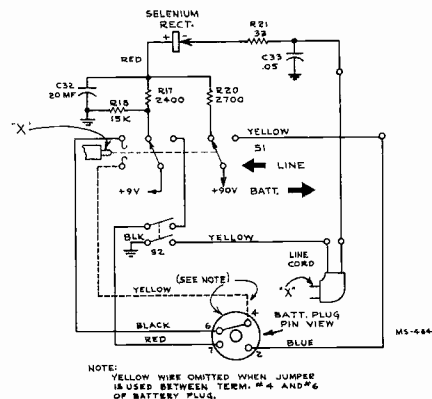 SELENIUM
RECT.
R21
33
+ -
RED
C33
.05
C32
20 MF
R17
2400
R20
2700
R18
15K
"X"
YELLOW
S1
LINE
+9V
+90V
BATT.
BLK
S2
YELLOW
LINE
CORD
(SEE NOTE)
"X"
YELLOW
4
BATT. PLUG
PIN VIEW
BLACK
6
MS-484
RED
7
2
BLUE
NOTE:
YELLOW WIRE OMITTED WHEN JUMPER
IS USED BETWEEN TERM. #4 AND #6
OF BATTERY PLUG.